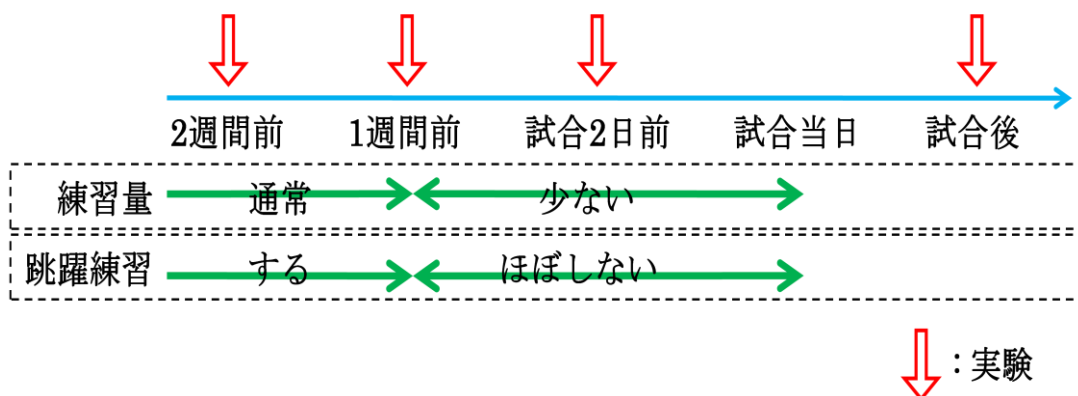 2週間前 1週間前 試合2日前 試合当日 試合後
練習量 通常 少ない
跳躍練習 する ほぼしない
：実験